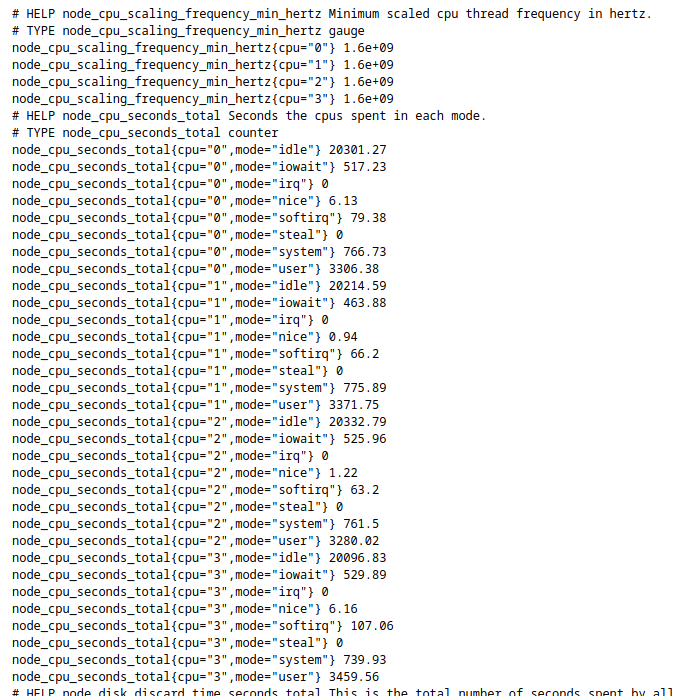 # HELP node_cpu_scaling_frequency_min_hertz Minimum scaled cpu thread frequency in hertz.
# TYPE node_cpu_scaling_frequency_min_hertz gauge
node_cpu_scaling_frequency_min_hertz{cpu="0"} 1.6e+09
node_cpu_scaling_frequency_min_hertz{cpu="1"} 1.6e+09
node_cpu_scaling_frequency_min_hertz{cpu="2"} 1.6e+09
node_cpu_scaling_frequency_min_hertz{cpu="3"} 1.6e+09
# HELP node_cpu_seconds_total Seconds the cpus spent in each mode.
# TYPE node_cpu_seconds_total counter
node_cpu_seconds_total{cpu="0",mode="idle"} 20301.27
node_cpu_seconds_total{cpu="0",mode="iowait"} 517.23
node_cpu_seconds_total{cpu="0",mode="irq"} 0
node_cpu_seconds_total{cpu="0",mode="nice"} 6.13
node_cpu_seconds_total{cpu="0",mode="softirq"} 79.38
node_cpu_seconds_total{cpu="0",mode="steal"} 0
node_cpu_seconds_total{cpu="0",mode="system"} 766.73
node_cpu_seconds_total{cpu="0",mode="user"} 3306.38
node_cpu_seconds_total{cpu="1",mode="idle"} 20214.59
node_cpu_seconds_total{cpu="1",mode="iowait"} 463.88
node_cpu_seconds_total{cpu="1",mode="irq"} 0
node_cpu_seconds_total{cpu="1",mode="nice"} 0.94
node_cpu_seconds_total{cpu="1",mode="softirq"} 66.2
node_cpu_seconds_total{cpu="1",mode="steal"} 0
node_cpu_seconds_total{cpu="1",mode="system"} 775.89
node_cpu_seconds_total{cpu="1",mode="user"} 3371.75
node_cpu_seconds_total{cpu="2",mode="idle"} 20332.79
node_cpu_seconds_total{cpu="2",mode="iowait"} 525.96
node_cpu_seconds_total{cpu="2",mode="irq"} 0
node_cpu_seconds_total{cpu="2",mode="nice"} 1.22
node_cpu_seconds_total{cpu="2",mode="softirq"} 63.2
node_cpu_seconds_total{cpu="2",mode="steal"} 0
node_cpu_seconds_total{cpu="2",mode="system"} 761.5
node_cpu_seconds_total{cpu="2",mode="user"} 3280.02
node_cpu_seconds_total{cpu="3",mode="idle"} 20096.83
node_cpu_seconds_total{cpu="3",mode="iowait"} 529.89
node_cpu_seconds_total{cpu="3",mode="irq"} 0
node_cpu_seconds_total{cpu="3",mode="nice"} 6.16
node_cpu_seconds_total{cpu="3",mode="softirq"} 107.06
node_cpu_seconds_total{cpu="3",mode="steal"} 0
node_cpu_seconds_total{cpu="3",mode="system"} 739.93
node_cpu_seconds_total{cpu="3",mode="user"} 3459.56
# HELP node_disk_discard_time_seconds_total This is the total number of seconds spent by all